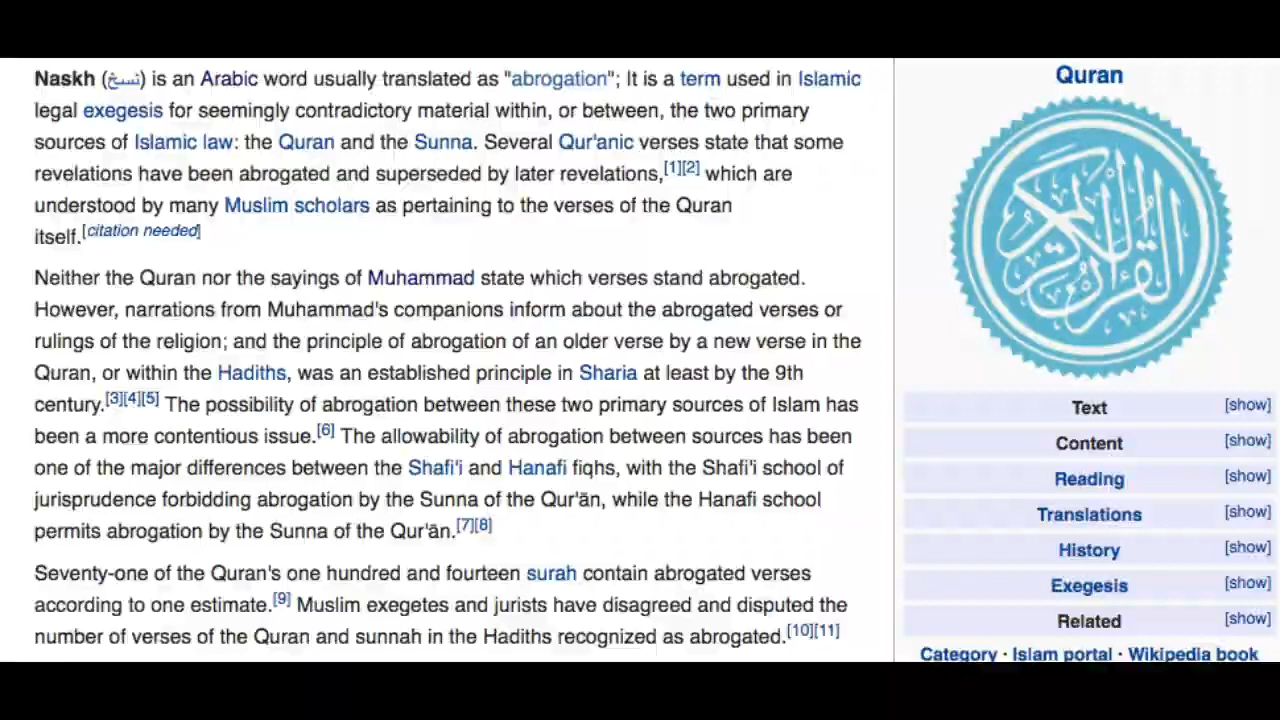 Naskh (نسخ) is an Arabic word usually translated as "abrogation"; It is a term used in Islamic
legal exegesis for seemingly contradictory material within, or between, the two primary
sources of Islamic law: the Quran and the Sunna. Several Qur'anic verses state that some
revelations have been abrogated and superseded by later revelations,[1][2] which are
understood by many Muslim scholars as pertaining to the verses of the Quran
itself.[citation needed]
Neither the Quran nor the sayings of Muhammad state which verses stand abrogated.
However, narrations from Muhammad's companions inform about the abrogated verses or
rulings of the religion; and the principle of abrogation of an older verse by a new verse in the
Quran, or within the Hadiths, was an established principle in Sharia at least by the 9th
century.[3][4][5] The possibility of abrogation between these two primary sources of Islam has
been a more contentious issue.[6] The allowability of abrogation between sources has been
one of the major differences between the Shafi'i and Hanafi fiqhs, with the Shafi'i school of
jurisprudence forbidding abrogation by the Sunna of the Qur'ān, while the Hanafi school
permits abrogation by the Sunna of the Qur'ān.[7][8]
Seventy-one of the Quran's one hundred and fourteen surah contain abrogated verses
according to one estimate.[9] Muslim exegetes and jurists have disagreed and disputed the
number of verses of the Quran and sunnah in the Hadiths recognized as abrogated.[10][11]
Quran
القرآن الكريم
Text [show]
Content [show]
Reading [show]
Translations [show]
History [show]
Exegesis [show]
Related [show]
Category · Islam portal · Wikipedia book